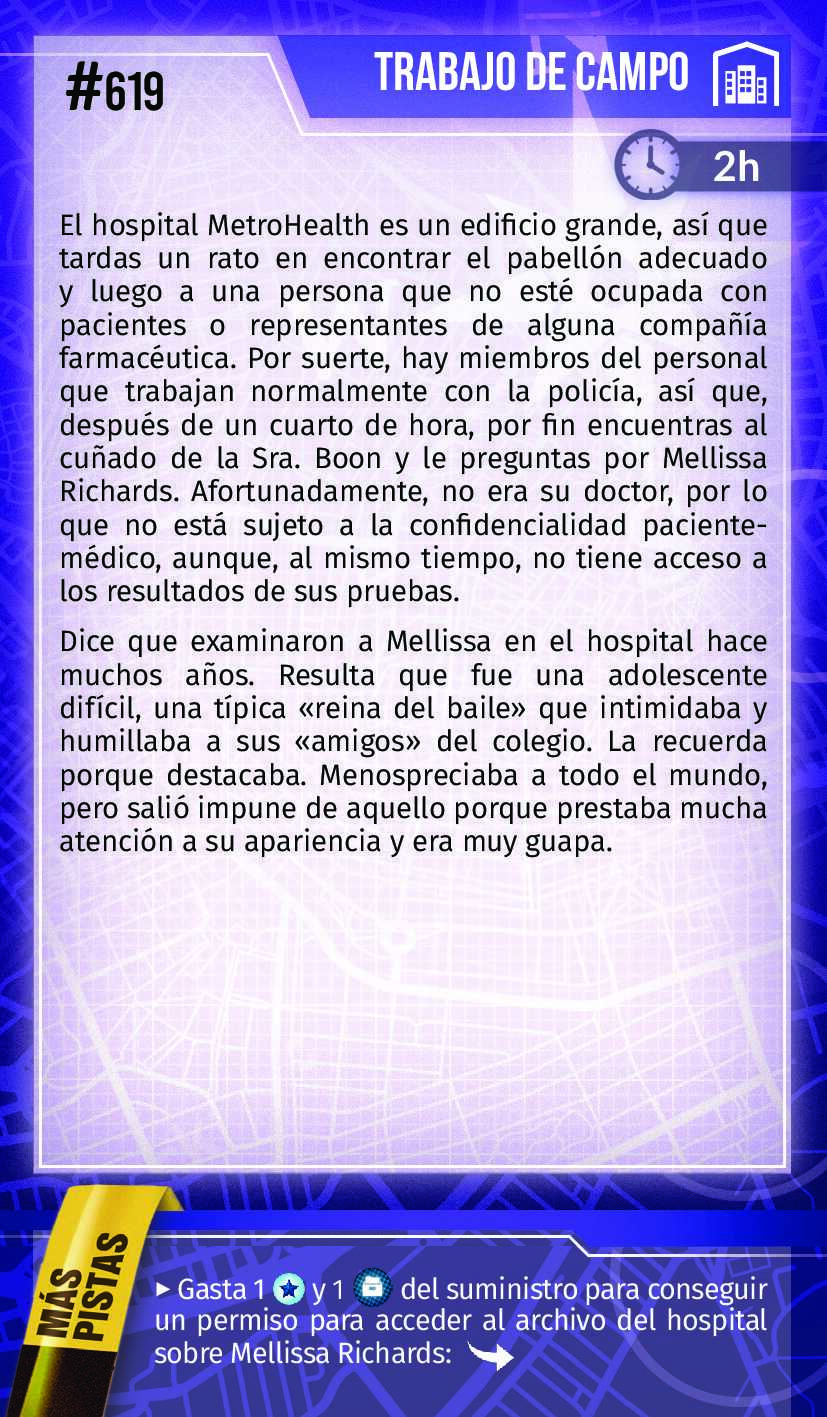 #619
TRABAJO DE CAMPO
2h
El hospital MetroHealth es un edificio grande, así que
tardas un rato en encontrar el pabellón adecuado
y luego a una persona que no esté ocupada con
pacientes o representantes de alguna compañía
farmacéutica. Por suerte, hay miembros del personal
que trabajan normalmente con la policía, así que,
después de un cuarto de hora, por fin encuentras al
cuñado de la Sra. Boon y le preguntas por Mellissa
Richards. Afortunadamente, no era su doctor, por lo
que no está sujeto a la confidencialidad paciente-
médico, aunque, al mismo tiempo, no tiene acceso a
los resultados de sus pruebas.
Dice que examinaron a Mellissa en el hospital hace
muchos años. Resulta que fue una adolescente
difícil, una típica «reina del baile» que intimidaba y
humillaba a sus «amigos» del colegio. La recuerda
porque destacaba. Menospreciaba a todo el mundo,
pero salió impune de aquello porque prestaba mucha
atención a su apariencia y era muy guapa.
MÁS
PISTAS
▸ Gasta 1 y 1 del suministro para conseguir
un permiso para acceder al archivo del hospital
sobre Mellissa Richards: